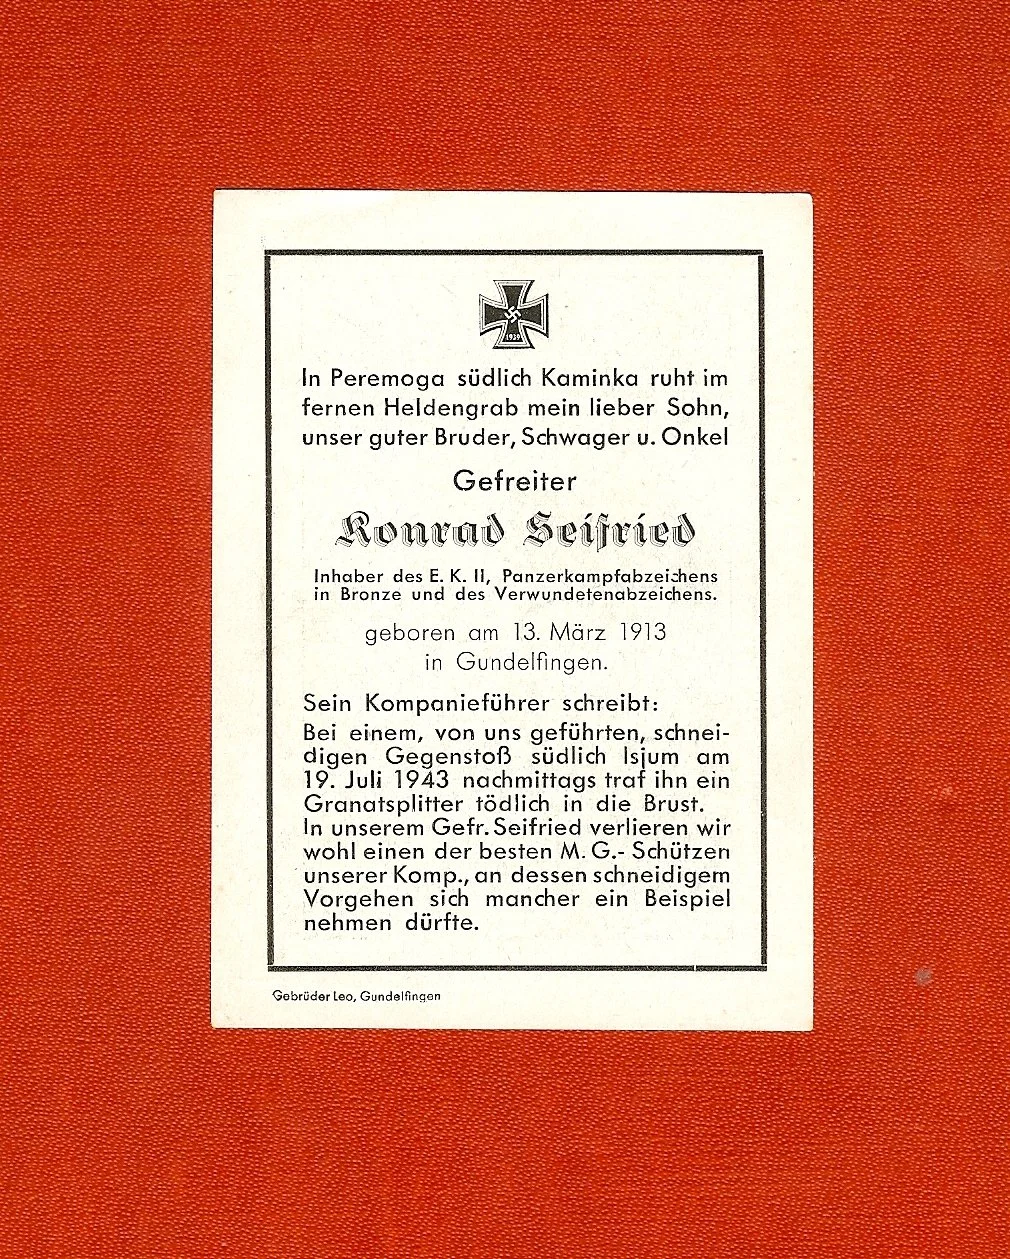 1939
In Peremoga südlich Kaminka ruht im
fernen Heldengrab mein lieber Sohn,
unser guter Bruder, Schwager u. Onkel
Gefreiter
Konrad Seifried
Inhaber des E. K. II, Panzerkampfabzeichens
in Bronze und des Verwundetenabzeichens.
geboren am 13. März 1913
in Gundelfingen.
Sein Kompanieführer schreibt:
Bei einem, von uns geführten, schnei-
digen Gegenstoß südlich Isjum am
19. Juli 1943 nachmittags traf ihn ein
Granatsplitter tödlich in die Brust.
In unserem Gefr. Seifried verlieren wir
wohl einen der besten M. G.- Schützen
unserer Komp., an dessen schneidigem
Vorgehen sich mancher ein Beispiel
nehmen dürfte.
Gebrüder Leo, Gundelfingen